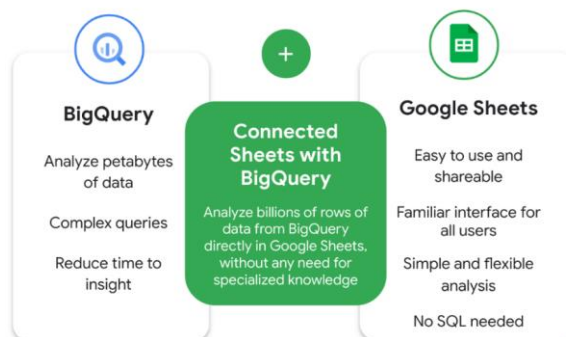 BigQuery
Analyze petabytes
of data
Complex queries
Reduce time to
insight
+
Connected
Sheets with
BigQuery
Analyze billions of rows of
data from BigQuery
directly in Google Sheets,
without any need for
specialized knowledge
Google Sheets
Easy to use and
shareable
Familiar interface for
all users
Simple and flexible
analysis
No SQL needed